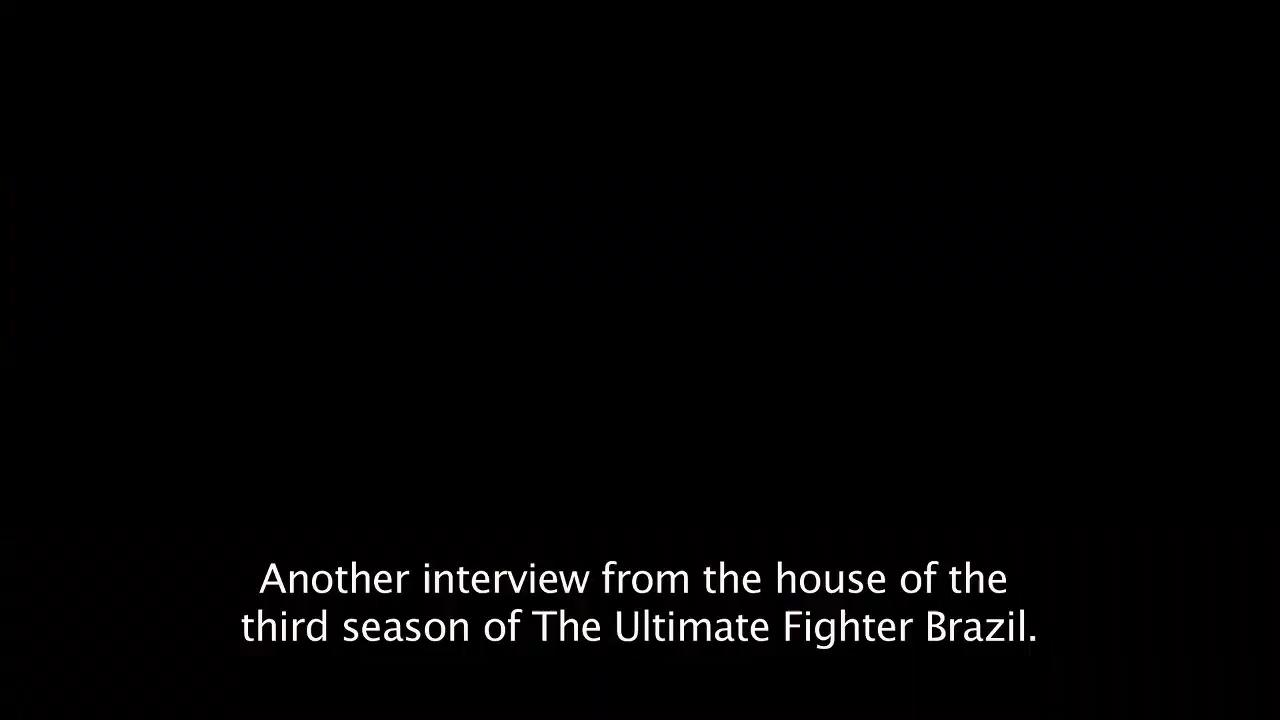 Another interview from the house of the
third season of The Ultimate Fighter Brazil.